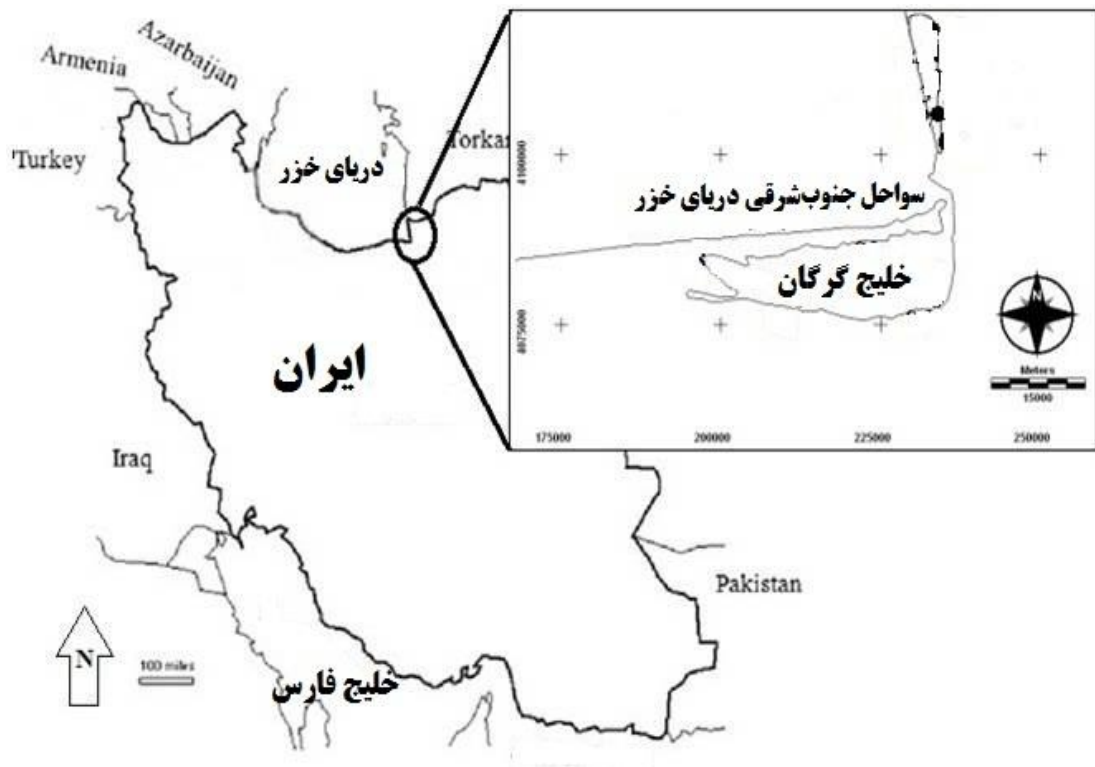 Azarbaijan
Armenia
Turkey
دریای خزر
Torkar
ایران
Iraq
Pakistan
خلیج فارس
N
100 miles
4100000
4075000
سواحل جنوب‌شرقی دریای خزر
خلیج گرگان
N
Meters
15000
175000
200000
225000
250000